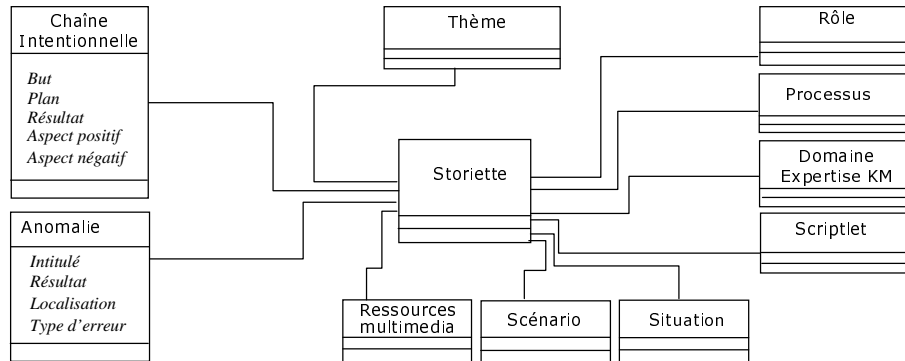 Chaîne
Intentionnelle
But
Plan
Résultat
Aspect positif
Aspect négatif
Thème
Rôle
Processus
Storiette
Domaine
Expertise KM
Anomalie
Intitulé
Résultat
Localisation
Type d'erreur
Scriptlet
Ressources
multimedia
Scénario
Situation